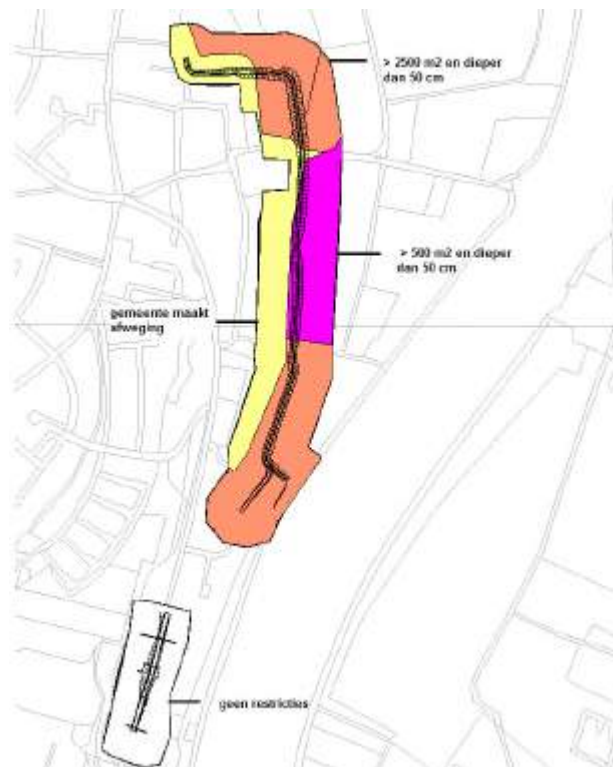 > 2500 m2 en dieper
dan 50 cm
> 500 m2 en dieper
dan 50 cm
gemeente maakt
afweging
geen restricties